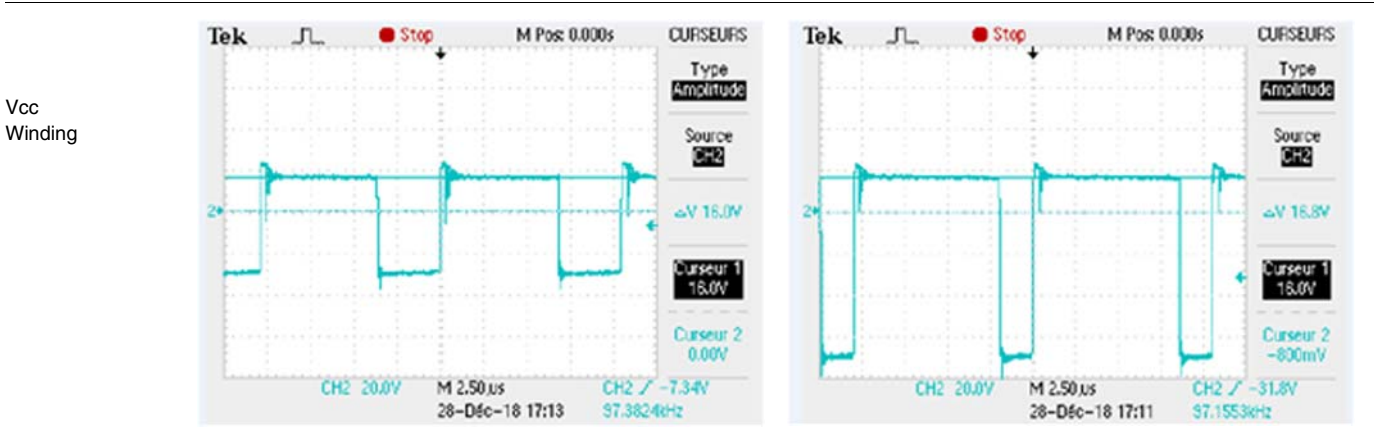 Vcc
Winding
Tek Stop M Pos: 0.000s CURSEURS
Type
Amplitude
Source
CH2
2
△V 16.0V
Curseur 1
16.0V
Curseur 2
0.00V
CH2 20.0V M 2.50µs CH2 -7.34V
28-Déc-18 17:13 97.3824kHz
Tek Stop M Pos: 0.000s CURSEURS
Type
Amplitude
Source
CH2
2
△V 16.8V
Curseur 1
16.0V
Curseur 2
-800mV
CH2 20.0V M 2.50µs CH2 -31.8V
28-Déc-18 17:11 97.1553kHz